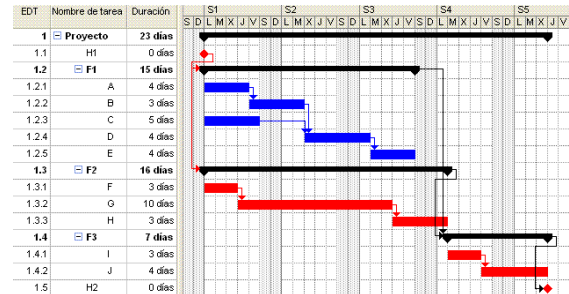 EDT Nombre de tarea Duración S1 S2 S3 S4 S5
S D L M X J V S D L M X J V S D L M X J V S D L M X J V S D L M X J V
1 Proyecto 23 días
1.1 H1 0 días
1.2 F1 15 días
1.2.1 A 4 días
1.2.2 B 3 días
1.2.3 C 5 días
1.2.4 D 4 días
1.2.5 E 4 días
1.3 F2 16 días
1.3.1 F 3 días
1.3.2 G 10 días
1.3.3 H 3 días
1.4 F3 7 días
1.4.1 I 3 días
1.4.2 J 4 días
1.5 H2 0 días